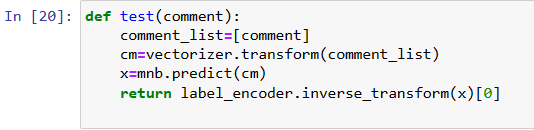 In [20]: def test(comment):
    comment_list=[comment]
    cm=vectorizer.transform(comment_list)
    x=mnb.predict(cm)
    return label_encoder.inverse_transform(x)[0]